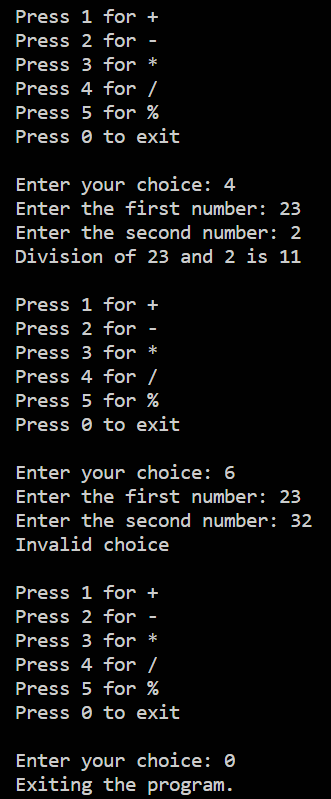 Press 1 for +
Press 2 for -
Press 3 for *
Press 4 for /
Press 5 for %
Press 0 to exit
Enter your choice: 4
Enter the first number: 23
Enter the second number: 2
Division of 23 and 2 is 11
Press 1 for +
Press 2 for -
Press 3 for *
Press 4 for /
Press 5 for %
Press 0 to exit
Enter your choice: 6
Enter the first number: 23
Enter the second number: 32
Invalid choice
Press 1 for +
Press 2 for -
Press 3 for *
Press 4 for /
Press 5 for %
Press 0 to exit
Enter your choice: 0
Exiting the program.